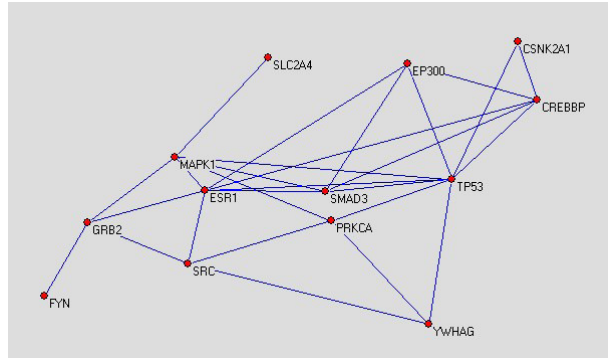 CSNK2A1
SLC2A4
EP300
CREBBP
MAPK1
TP53
ESR1
SMAD3
GRB2
PRKCA
SRC
FYN
YWHAG